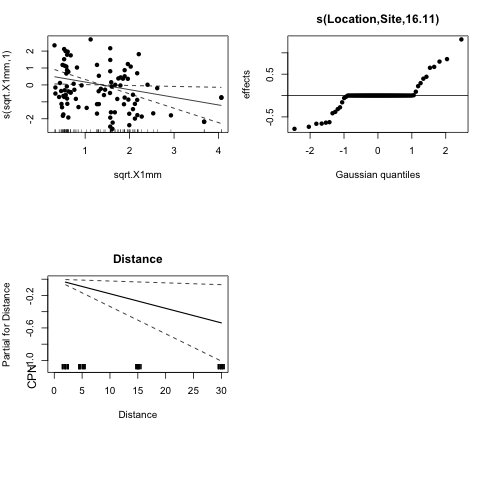 s(sqrt.X1mm,1)
2
1
0
-2
1
2
3
4
sqrt.X1mm
s(Location,Site,16.11)
effects
0.5
-0.5
-2
-1
0
1
2
Gaussian quantiles
Distance
Partial for Distance
-0.2
-0.6
-1.0
CPN
0
5
10
15
20
25
30
Distance